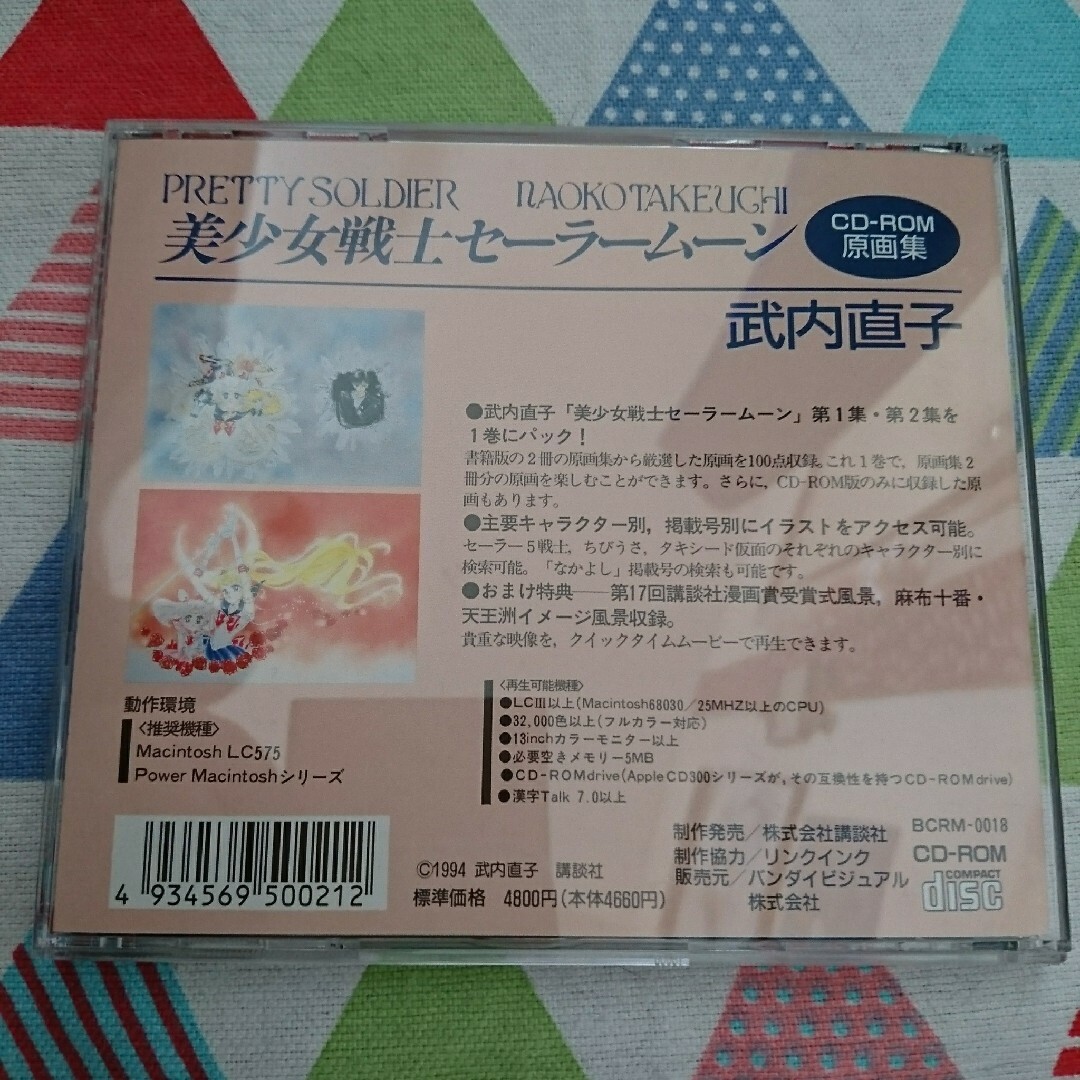 PRETTY SOLDIER NAOKO TAKEUCHI
美少女戦士セーラームーン
CD-ROM
原画集
武内直子
●武内直子「美少女戦士セーラームーン」第1集・第2集を
1巻にパック！
書籍版の2冊の原画集から厳選した原画を100点収録。これ1巻で，原画集2
冊分の原画を楽しむことができます。さらに，CD-ROM版のみに収録した原
画もあります。
●主要キャラクター別，掲載号別にイラストをアクセス可能。
セーラー5戦士，ちびうさ，タキシード仮面のそれぞれのキャラクター別に
検索可能。「なかよし」掲載号の検索も可能です。
●おまけ特典──第17回講談社漫画賞受賞式風景，麻布十番・
天王洲イメージ風景収録。
貴重な映像を，クイックタイムムービーで再生できます。
動作環境
〈推奨機種〉
Macintosh LC575
Power Macintoshシリーズ
〈再生可能機種〉
●LCⅢ以上(Macintosh68030／25MHZ以上のCPU)
●32,000色以上(フルカラー対応)
●13inchカラーモニター以上
●必要空きメモリー5MB
●CD-ROMdrive(Apple CD300シリーズが，その互換性を持つCD-ROMdrive)
●漢字Talk 7.0以上
4 934569 500212
©1994 武内直子 講談社
標準価格 4800円(本体4660円)
制作発売／株式会社講談社
制作協力／リンクインク
販売元／バンダイビジュアル
株式会社
BCRM-0018
CD-ROM
COMPACT
disc